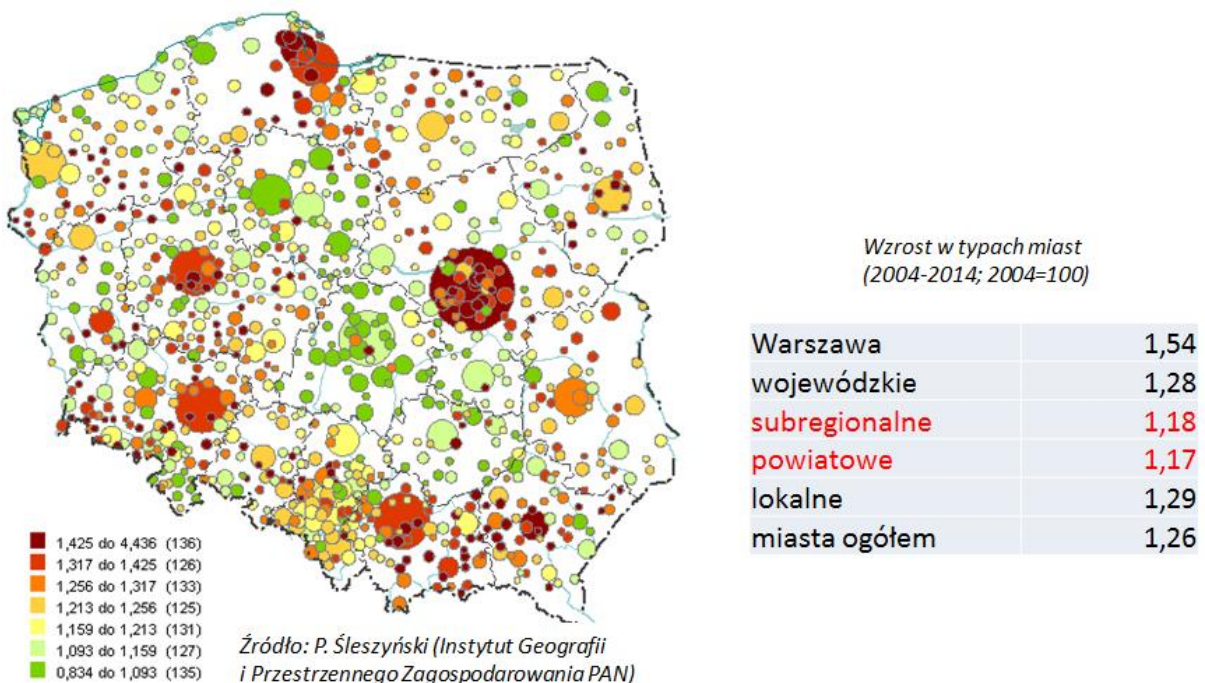 Wzrost w typach miast
(2004-2014; 2004=100)
Warszawa 1,54
wojewódzkie 1,28
subregionalne 1,18
powiatowe 1,17
lokalne 1,29
miasta ogółem 1,26
1,425 do 4,436 (136)
1,317 do 1,425 (126)
1,256 do 1,317 (133)
1,213 do 1,256 (125)
1,159 do 1,213 (131)
1,093 do 1,159 (127)
0,834 do 1,093 (135)
Źródło: P. Śleszyński (Instytut Geografii
i Przestrzennego Zagospodarowania PAN)